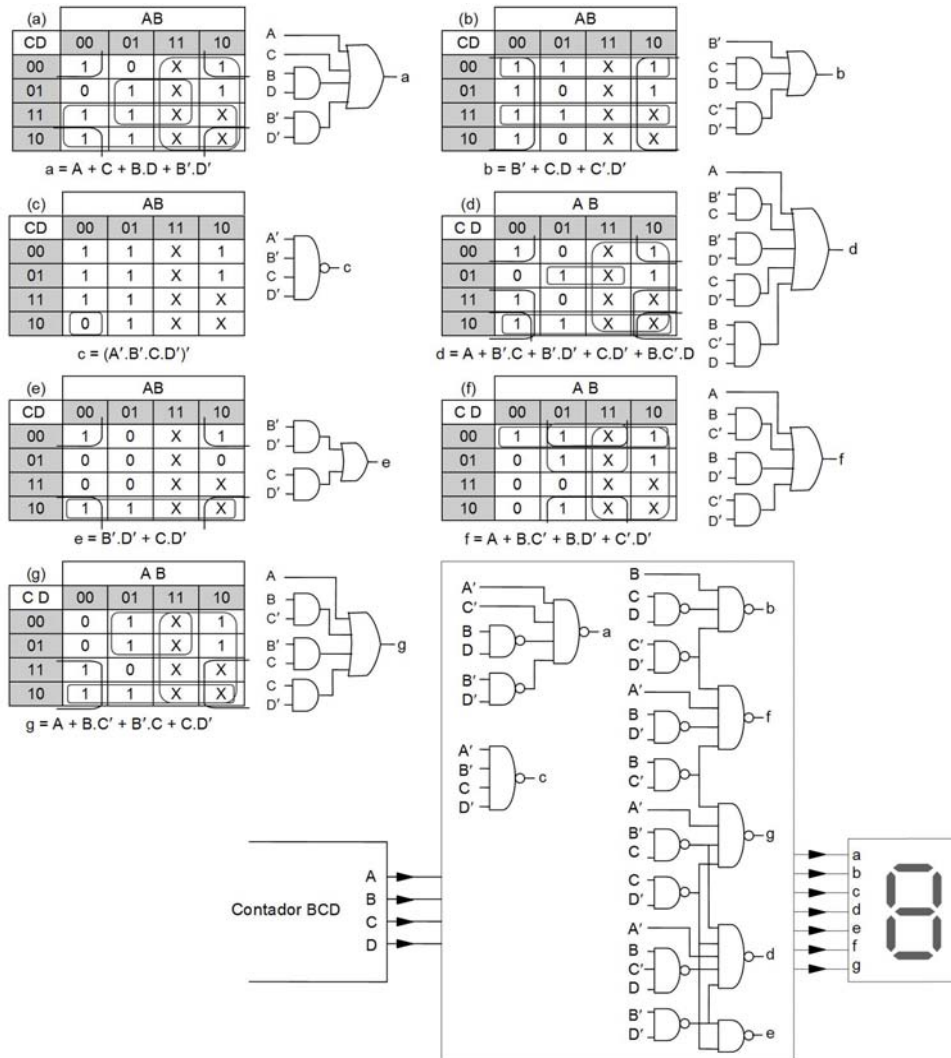 (a) AB
CD 00 01 11 10
00 1 0 X 1
01 0 1 X 1
11 1 1 X X
10 1 1 X X
a = A + C + B.D + B′.D′
A
C
B
D
B′
D′
a
(b) AB
CD 00 01 11 10
00 1 1 X 1
01 1 0 X 1
11 1 1 X X
10 1 0 X X
b = B′ + C.D + C′.D′
B′
C
D
C′
D′
b
(c) AB
CD 00 01 11 10
00 1 1 X 1
01 1 1 X 1
11 1 1 X X
10 0 1 X X
c = (A′.B′.C.D′)′
A′
B′
C
D′
c
(d) A B
C D 00 01 11 10
00 1 0 X 1
01 0 1 X 1
11 1 0 X X
10 1 1 X X
d = A + B′.C + B′.D′ + C.D′ + B.C′.D
A
B′
C
B′
D′
C
D′
B
C′
D
d
(e) AB
CD 00 01 11 10
00 1 0 X 1
01 0 0 X 0
11 0 0 X X
10 1 1 X X
e = B′.D′ + C.D′
B′
D′
C
D′
e
(f) A B
C D 00 01 11 10
00 1 1 X 1
01 0 1 X 1
11 0 0 X X
10 0 1 X X
f = A + B.C′ + B.D′ + C′.D′
A
B
C′
B
D′
C′
D′
f
(g) A B
C D 00 01 11 10
00 0 1 X 1
01 0 1 X 1
11 1 0 X X
10 1 1 X X
g = A + B.C′ + B′.C + C.D′
A
B
C′
B′
C
C
D′
g
A′
C′
B
D
B′
D′
a
A′
B′
C
D′
c
B
C
D
C′
D′
b
A′
B
D′
f
B
C′
A′
B′
C
g
C
D′
A′
B
C′
D
d
B′
D′
e
Contador BCD
A
B
C
D
a
b
c
d
e
f
g